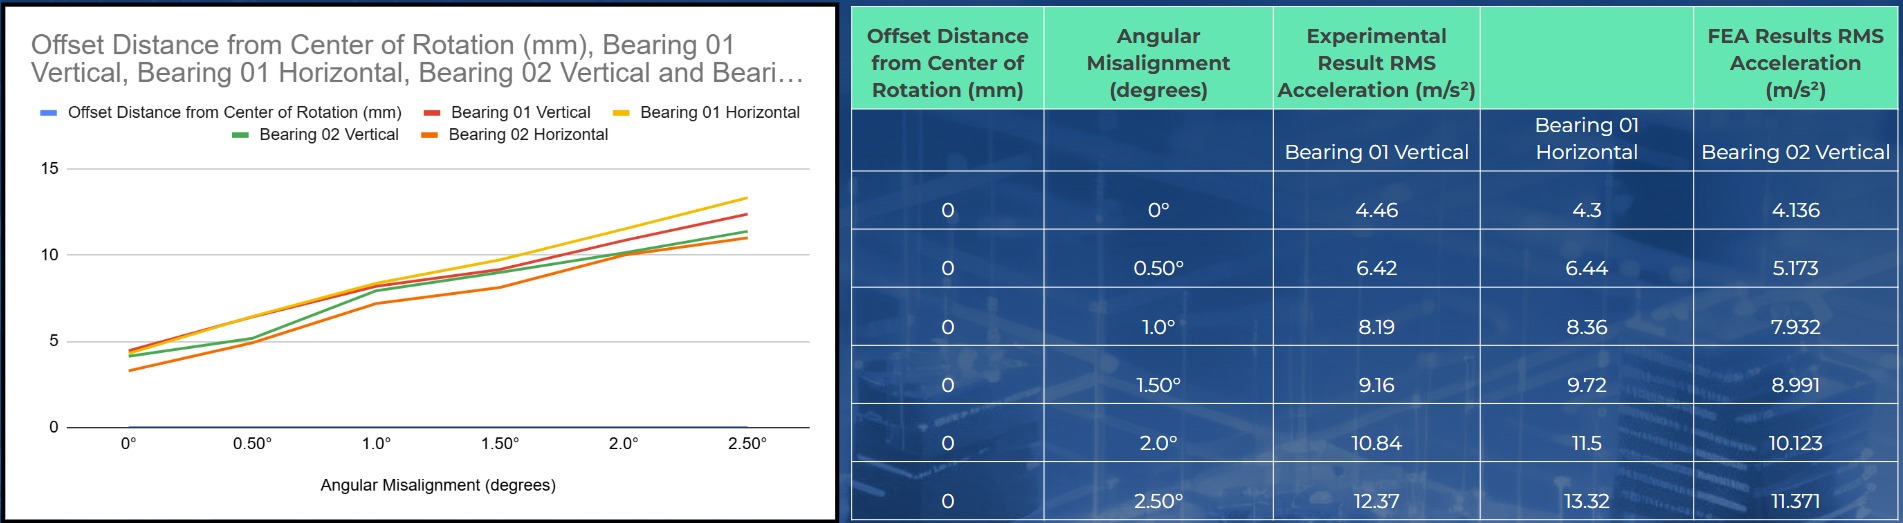 Offset Distance from Center of Rotation (mm), Bearing 01
Vertical, Bearing 01 Horizontal, Bearing 02 Vertical and Beari…
Offset Distance from Center of Rotation (mm) Bearing 01 Vertical Bearing 01 Horizontal
Bearing 02 Vertical Bearing 02 Horizontal
15
10
5
0
0° 0.50° 1.0° 1.50° 2.0° 2.50°
Angular Misalignment (degrees)
Offset Distance
from Center of
Rotation (mm)
Angular
Misalignment
(degrees)
Experimental
Result RMS
Acceleration (m/s²)
FEA Results RMS
Acceleration
(m/s²)
Bearing 01 Vertical
Bearing 01
Horizontal
Bearing 02 Vertical
0 0° 4.46 4.3 4.136
0 0.50° 6.42 6.44 5.173
0 1.0° 8.19 8.36 7.932
0 1.50° 9.16 9.72 8.991
0 2.0° 10.84 11.5 10.123
0 2.50° 12.37 13.32 11.371